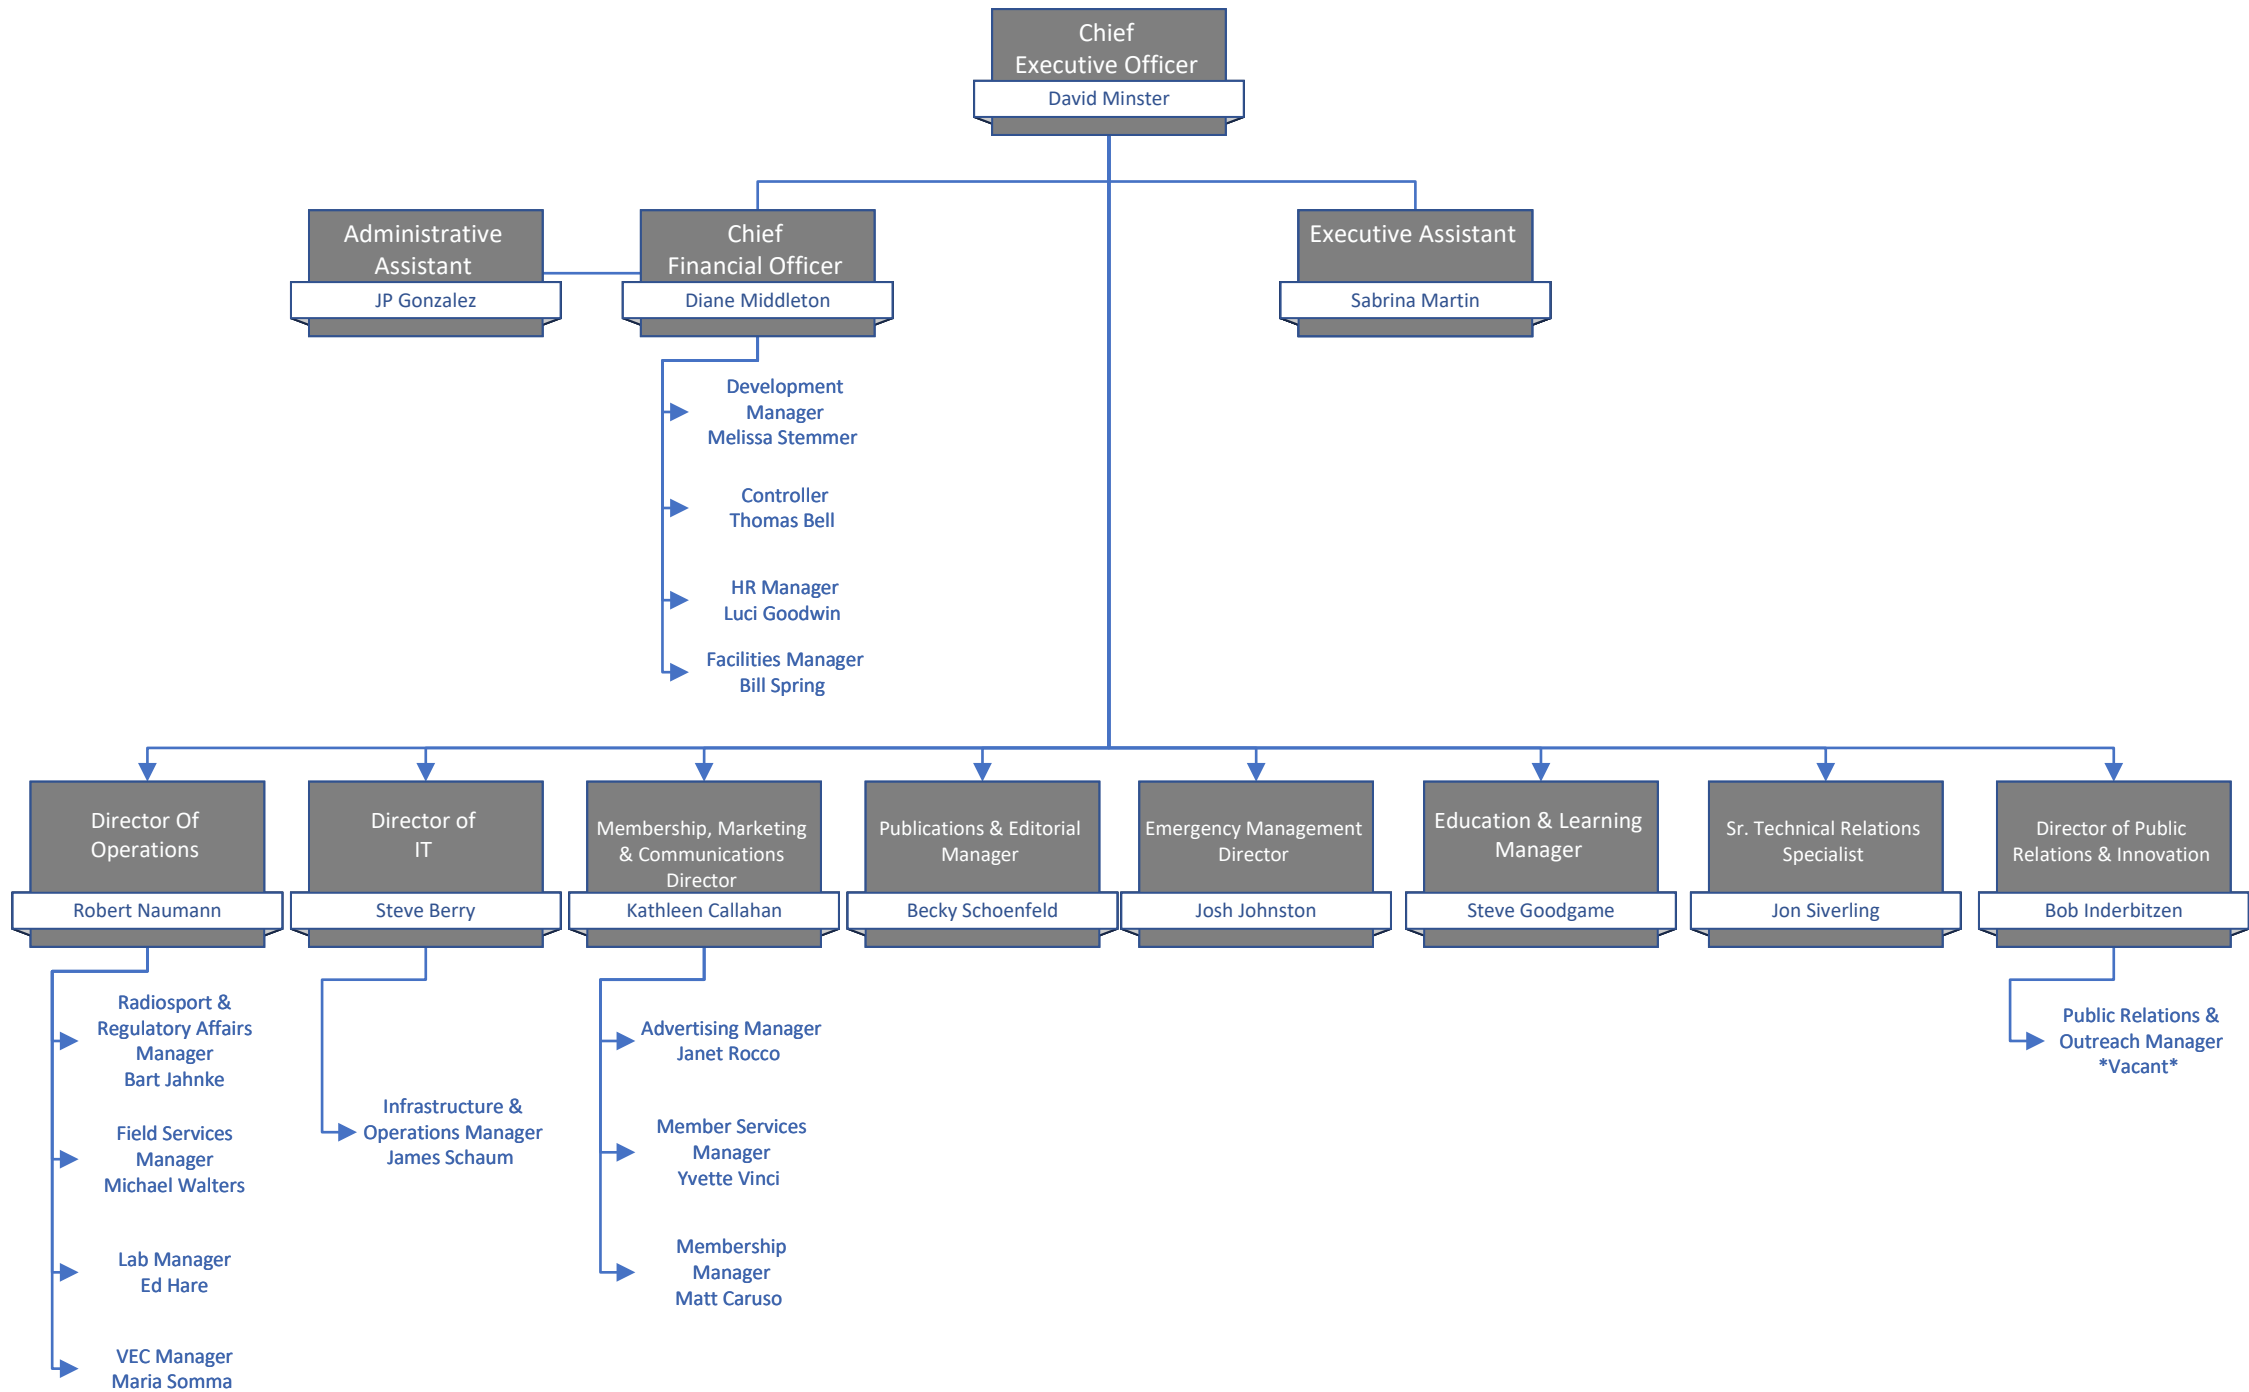 Chief
Executive Officer
David Minster
Administrative
Assistant
JP Gonzalez
Chief
Financial Officer
Diane Middleton
Executive Assistant
Sabrina Martin
Development
Manager
Melissa Stemmer
Controller
Thomas Bell
HR Manager
Luci Goodwin
Facilities Manager
Bill Spring
Director Of
Operations
Robert Naumann
Director of
IT
Steve Berry
Membership, Marketing
& Communications
Director
Kathleen Callahan
Publications & Editorial
Manager
Becky Schoenfeld
Emergency Management
Director
Josh Johnston
Education & Learning
Manager
Steve Goodgame
Sr. Technical Relations
Specialist
Jon Siverling
Director of Public
Relations & Innovation
Bob Inderbitzen
Radiosport &
Regulatory Affairs
Manager
Bart Jahnke
Field Services
Manager
Michael Walters
Lab Manager
Ed Hare
VEC Manager
Maria Somma
Infrastructure &
Operations Manager
James Schaum
Advertising Manager
Janet Rocco
Member Services
Manager
Yvette Vinci
Membership
Manager
Matt Caruso
Public Relations &
Outreach Manager
*Vacant*